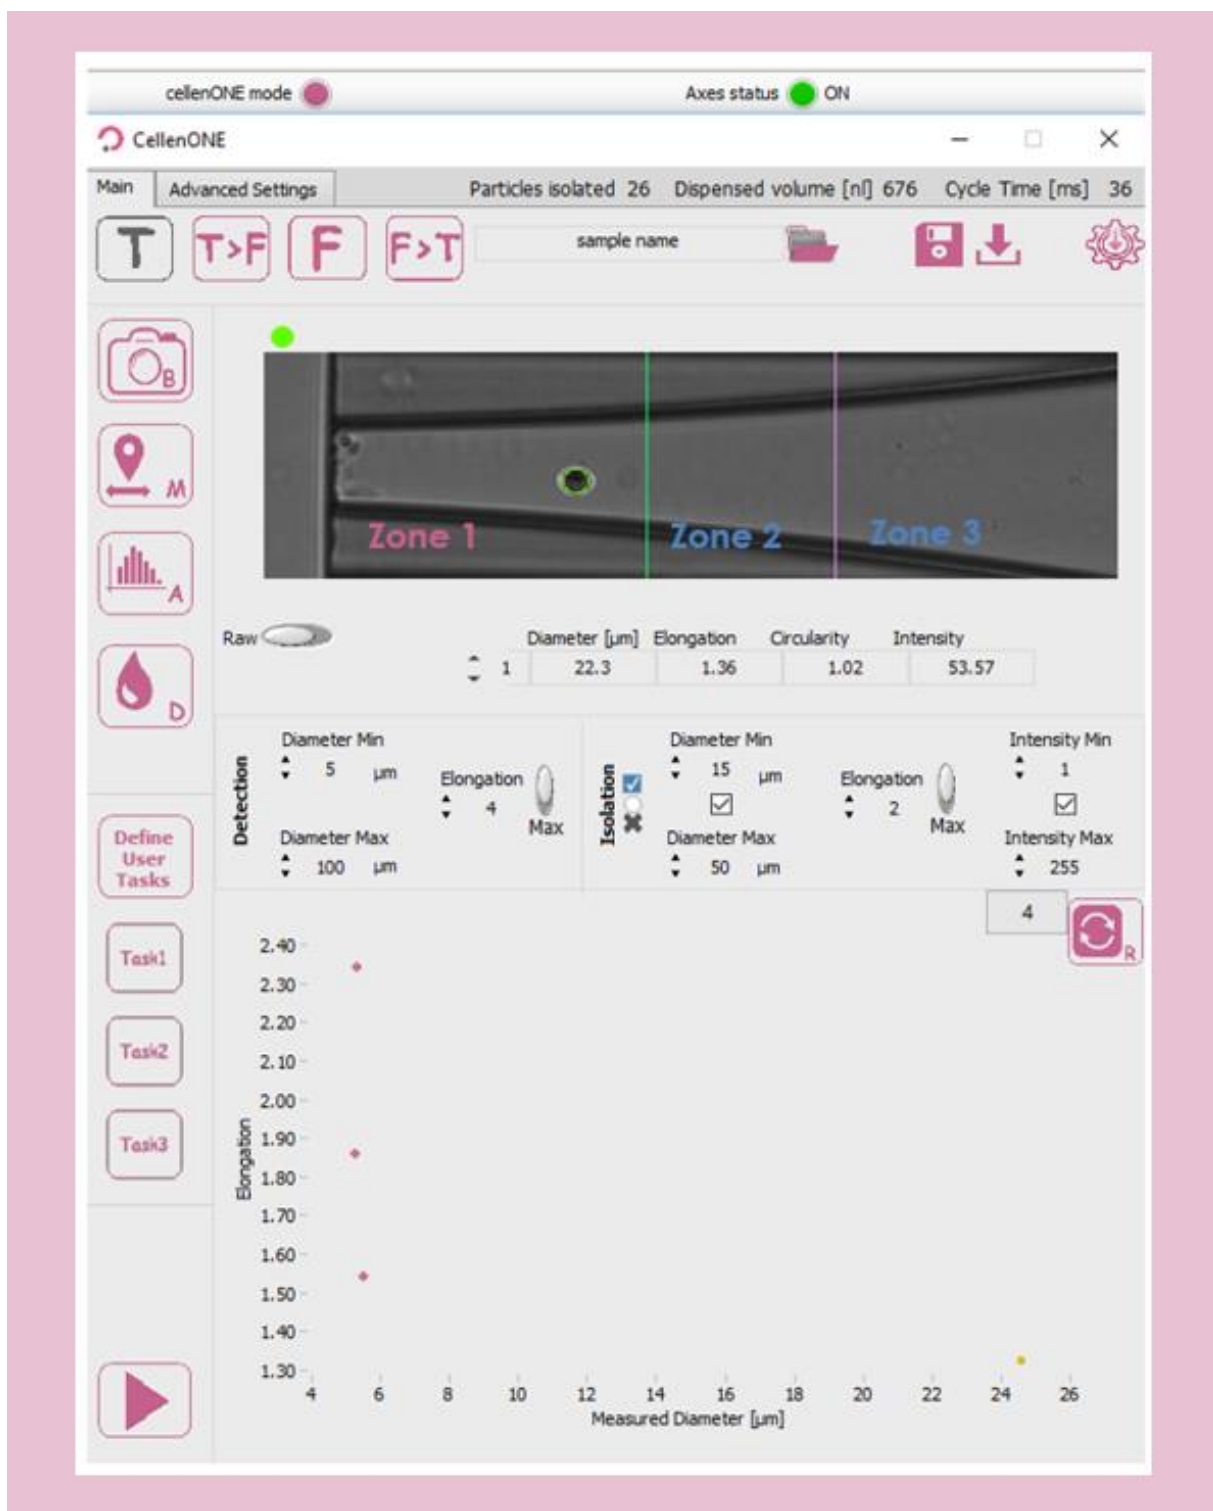 cellenONE mode Axes status ON
CellenONE
Main Advanced Settings Particles isolated 26 Dispensed volume [nl] 676 Cycle Time [ms] 36
T T>F F F>T sample name
B
M
A
D
Zone 1 Zone 2 Zone 3
Raw
Diameter [µm] Elongation Circularity Intensity
1 22.3 1.36 1.02 53.57
Detection
Diameter Min
5 µm
Elongation
4
Max
Diameter Max
100 µm
Isolation
Diameter Min
15 µm
Elongation
2
Max
Diameter Max
50 µm
Intensity Min
1
Intensity Max
255
Define
User
Tasks
Task1
Task2
Task3
4
R
2.40
2.30
2.20
2.10
2.00
1.90
1.80
1.70
1.60
1.50
1.40
1.30
Elongation
4 6 8 10 12 14 16 18 20 22 24 26
Measured Diameter [µm]